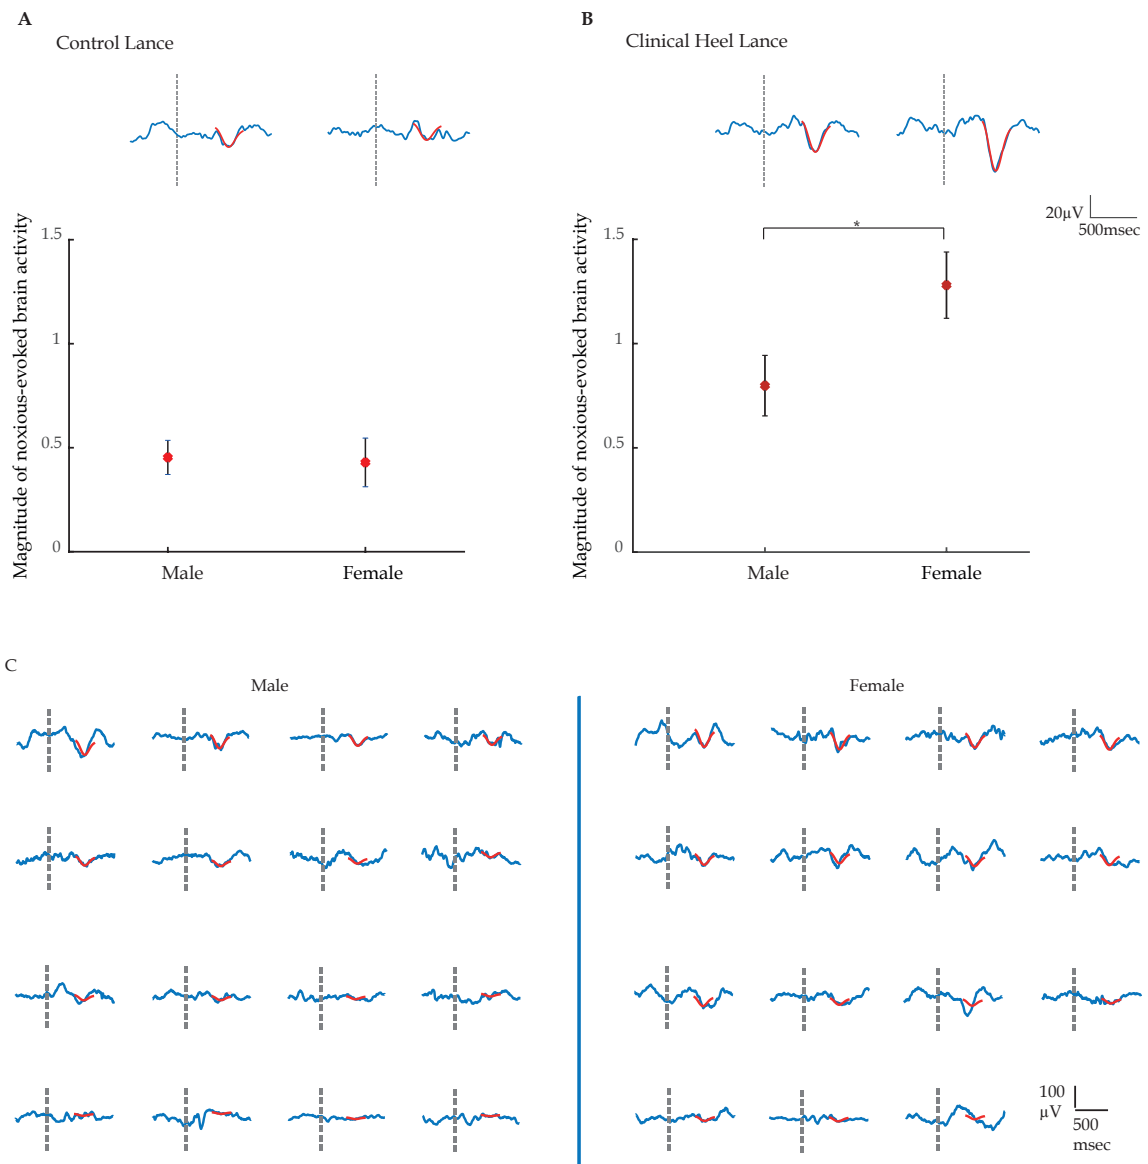 A
Control Lance
Magnitude of noxious-evoked brain activity
1.5
1
0.5
0
Male
Female
B
Clinical Heel Lance
20µV
500msec
Magnitude of noxious-evoked brain activity
1.5
*
1
0.5
0
Male
Female
C
Male
Female
100
µV
500
msec